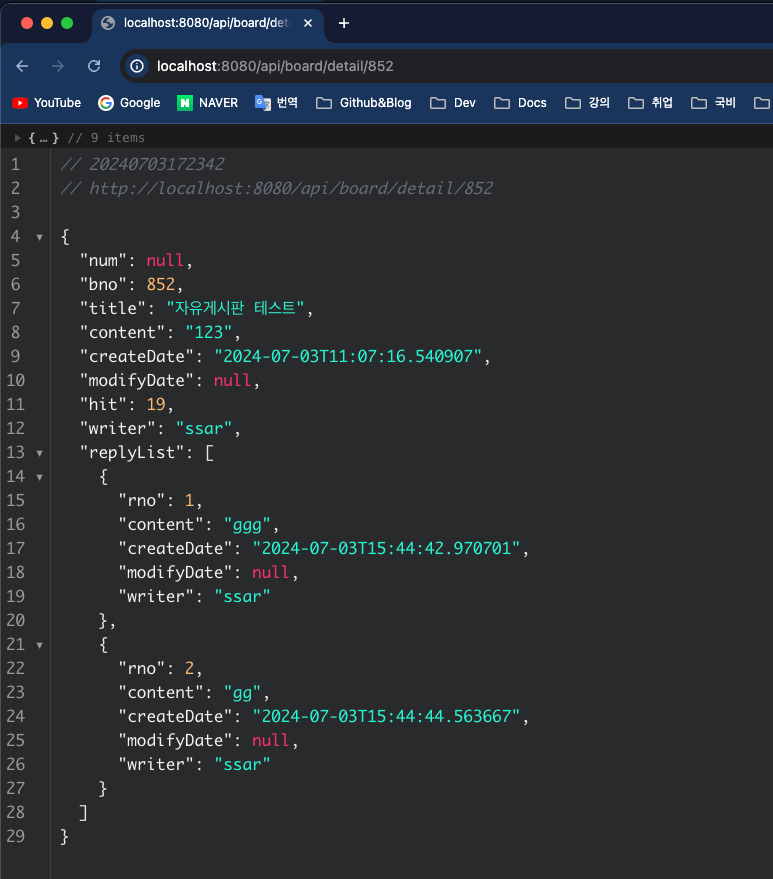 localhost:8080/api/board/det
localhost:8080/api/board/detail/852
YouTube Google NAVER 번역 Github&Blog Dev Docs 강의 취업 국비
{ … } // 9 items
1 // 20240703172342
2 // http://localhost:8080/api/board/detail/852
3
4 {
5 "num": null,
6 "bno": 852,
7 "title": "자유게시판 테스트",
8 "content": "123",
9 "createDate": "2024-07-03T11:07:16.540907",
10 "modifyDate": null,
11 "hit": 19,
12 "writer": "ssar",
13 "replyList": [
14 {
15 "rno": 1,
16 "content": "ggg",
17 "createDate": "2024-07-03T15:44:42.970701",
18 "modifyDate": null,
19 "writer": "ssar"
20 },
21 {
22 "rno": 2,
23 "content": "gg",
24 "createDate": "2024-07-03T15:44:44.563667",
25 "modifyDate": null,
26 "writer": "ssar"
27 }
28 ]
29 }